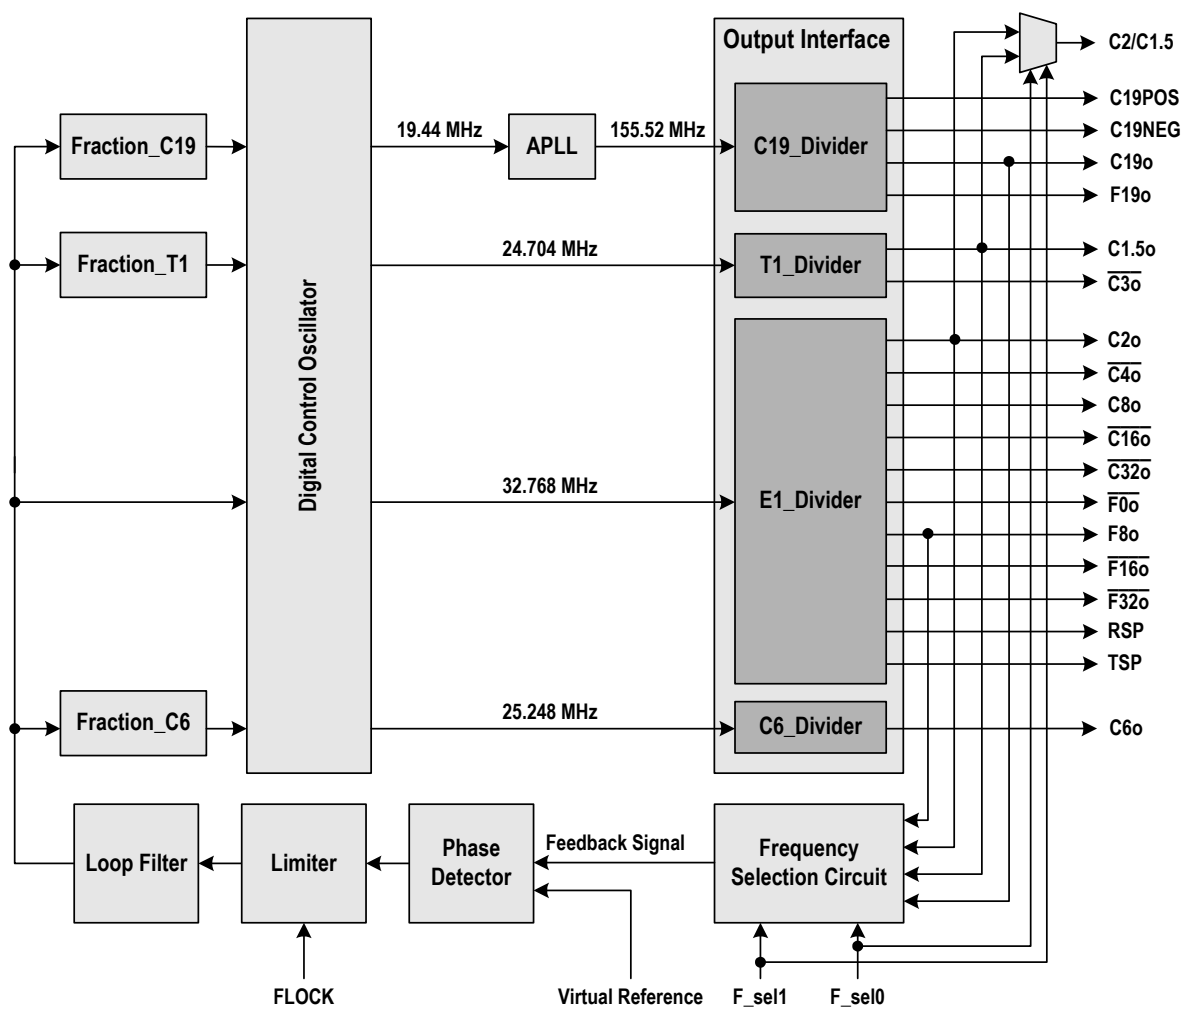 Output Interface
C2/C1.5
C19POS
C19NEG
C19o
F19o
Fraction_C19
19.44 MHz
APLL
155.52 MHz
C19_Divider
Fraction_T1
24.704 MHz
T1_Divider
C1.5o
C3o
Digital Control Oscillator
C2o
C4o
C8o
C16o
C32o
32.768 MHz
E1_Divider
F0o
F8o
F16o
F32o
RSP
TSP
Fraction_C6
25.248 MHz
C6_Divider
C6o
Loop Filter
Limiter
Phase
Detector
Feedback Signal
Frequency
Selection Circuit
FLOCK
Virtual Reference
F_sel1
F_sel0